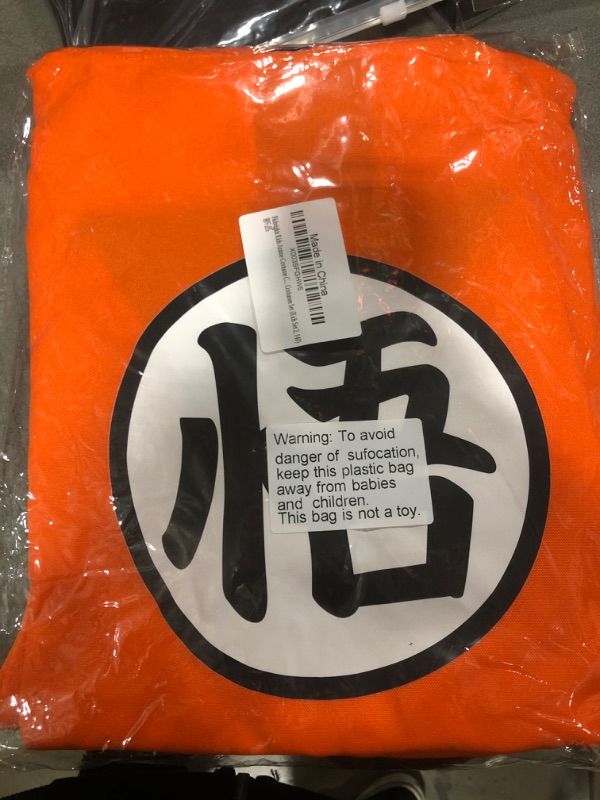 Made in China
X0039FGHW5
悟
Warning: To avoid
danger of sufocation,
keep this plastic bag
away from babies
and children.
This bag is not a toy.